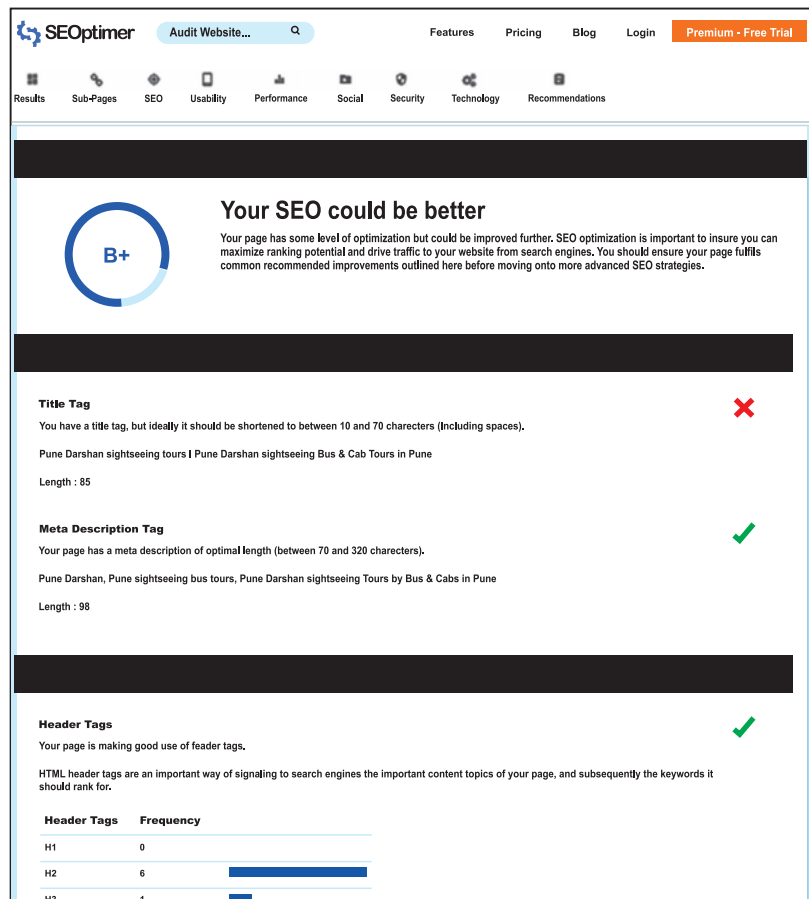 SEOptimer
Audit Website...
Features
Pricing
Blog
Login
Premium - Free Trial
Results
Sub-Pages
SEO
Usability
Performance
Social
Security
Technology
Recommendations
B+
Your SEO could be better
Your page has some level of optimization but could be improved further. SEO optimization is important to insure you can
maximize ranking potential and drive traffic to your website from search engines. You should ensure your page fulfils
common recommended improvements outlined here before moving onto more advanced SEO strategies.
Title Tag
You have a title tag, but ideally it should be shortened to between 10 and 70 charecters (Including spaces).
Pune Darshan sightseeing tours I Pune Darshan sightseeing Bus & Cab Tours in Pune
Length : 85
Meta Description Tag
Your page has a meta description of optimal length (between 70 and 320 charecters).
Pune Darshan, Pune sightseeing bus tours, Pune Darshan sightseeing Tours by Bus & Cabs in Pune
Length : 98
Header Tags
Your page is making good use of feader tags.
HTML header tags are an important way of signaling to search engines the important content topics of your page, and subsequently the keywords it
should rank for.
Header Tags Frequency
H1 0
H2 6
H3 1